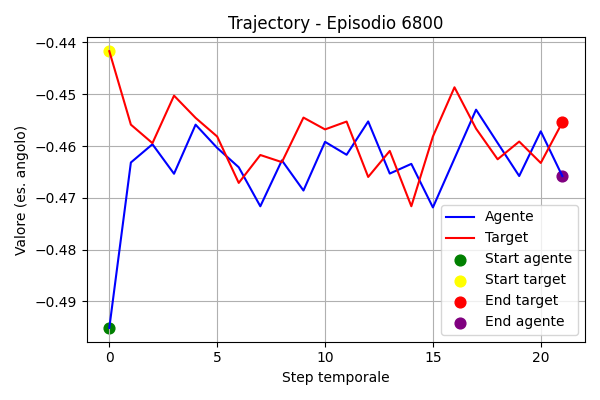 Trajectory - Episodio 6800
Valore (es. angolo)
−0.44
−0.45
−0.46
−0.47
−0.48
−0.49
0
5
10
15
20
Step temporale
Agente
Target
Start agente
Start target
End target
End agente